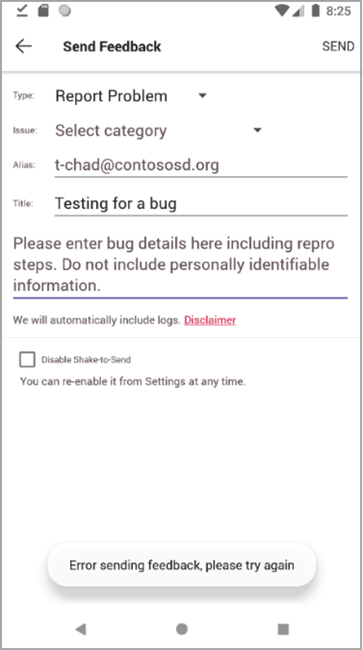 8:25
Send Feedback SEND
Type: Report Problem
Issue: Select category
Alias: t-chad@contososd.org
Title: Testing for a bug
Please enter bug details here including repro
steps. Do not include personally identifiable
information.
We will automatically include logs. Disclaimer
Disable Shake-to-Send
You can re-enable it from Settings at any time.
Error sending feedback, please try again